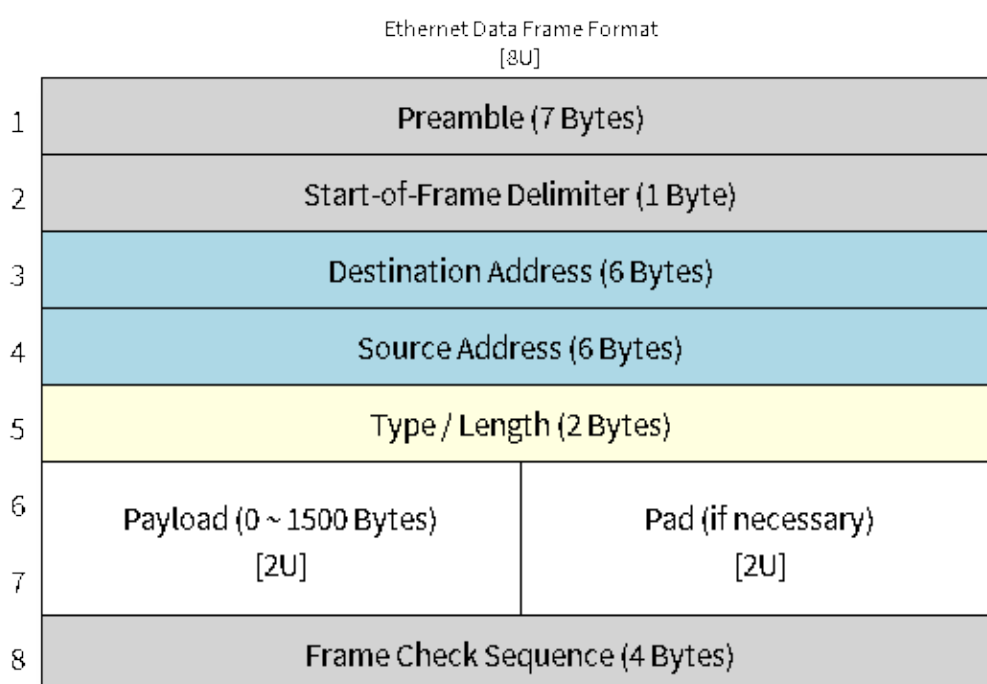 Ethernet Data Frame Format
[8U]
1
Preamble (7 Bytes)
2
Start-of-Frame Delimiter (1 Byte)
3
Destination Address (6 Bytes)
4
Source Address (6 Bytes)
5
Type / Length (2 Bytes)
6
Payload (0 ~ 1500 Bytes)
[2U]
Pad (if necessary)
[2U]
7
8
Frame Check Sequence (4 Bytes)